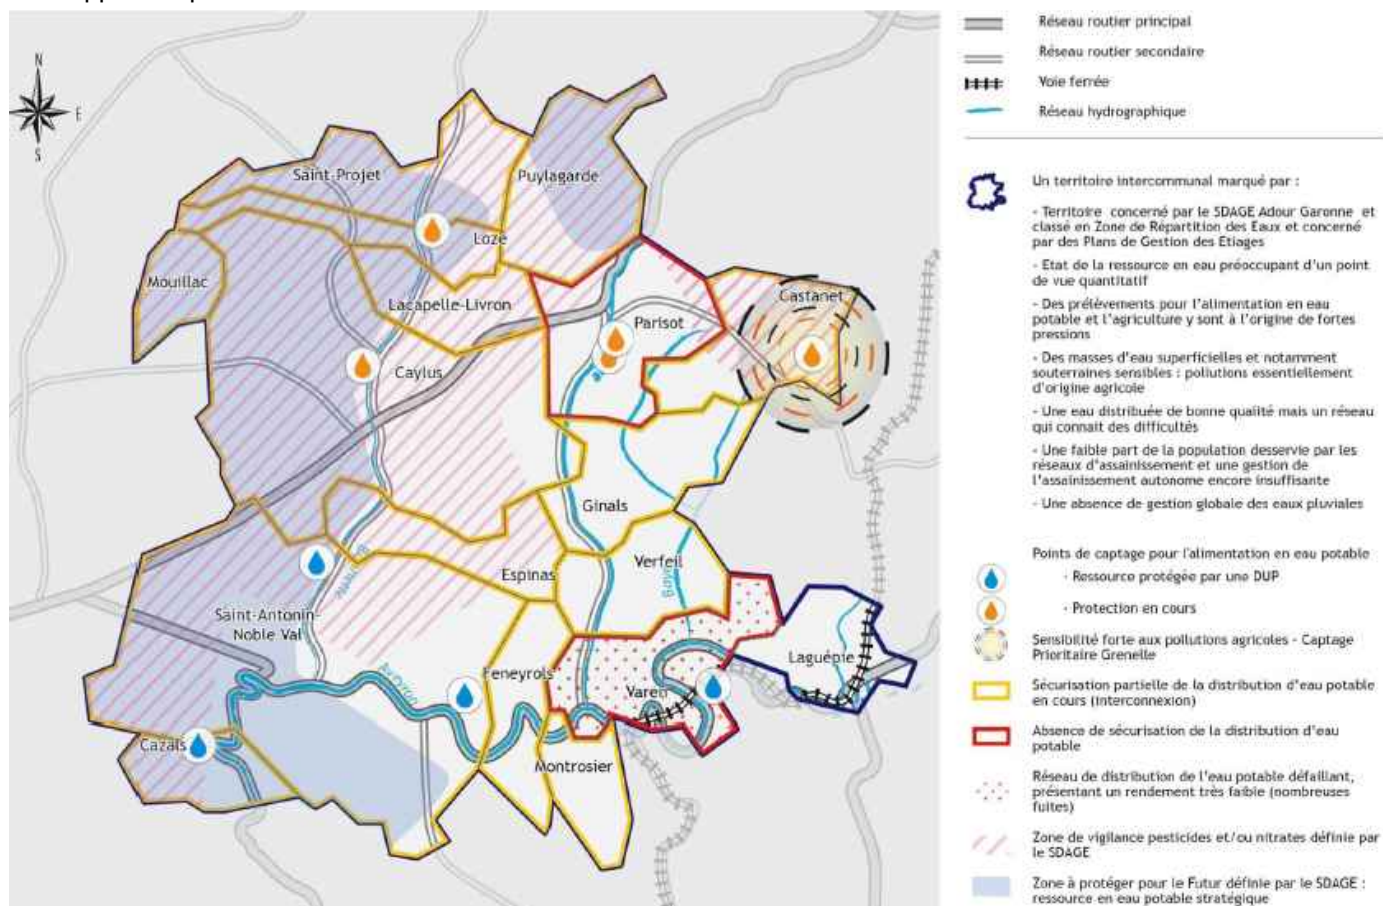 N
E
S
Saint-Projet
Puylagarde
Loze
Mouillac
Castanet
Lacapelle-Livron
Parisot
Caylus
Ginals
Verfeil
Espinas
Bonnette
Saint-Antonin-
Noble Val
Laguépie
Aveyron
Feneyrols
Varen
Cazals
Montrosier
Réseau routier principal
Réseau routier secondaire
Voie ferrée
Réseau hydrographique
Un territoire intercommunal marqué par :
- Territoire concerné par le SDAGE Adour Garonne et
classé en Zone de Répartition des Eaux et concerné
par des Plans de Gestion des Etiages
- Etat de la ressource en eau préoccupant d'un point
de vue quantitatif
- Des prélèvements pour l'alimentation en eau
potable et l'agriculture y sont à l'origine de fortes
pressions
- Des masses d'eau superficielles et notamment
souterraines sensibles : pollutions essentiellement
d'origine agricole
- Une eau distribuée de bonne qualité mais un réseau
qui connait des difficultés
- Une faible part de la population desservie par les
réseaux d'assainissement et une gestion de
l'assainissement autonome encore insuffisante
- Une absence de gestion globale des eaux pluviales
Points de captage pour l'alimentation en eau potable
- Ressource protégée par une DUP
- Protection en cours
Sensibilité forte aux pollutions agricoles - Captage
Prioritaire Grenelle
Sécurisation partielle de la distribution d'eau potable
en cours (interconnexion)
Absence de sécurisation de la distribution d'eau
potable
Réseau de distribution de l'eau potable défaillant,
présentant un rendement très faible (nombreuses
fuites)
Zone de vigilance pesticides et/ou nitrates définie par
le SDAGE
Zone à protéger pour le Futur définie par le SDAGE :
ressource en eau potable stratégique